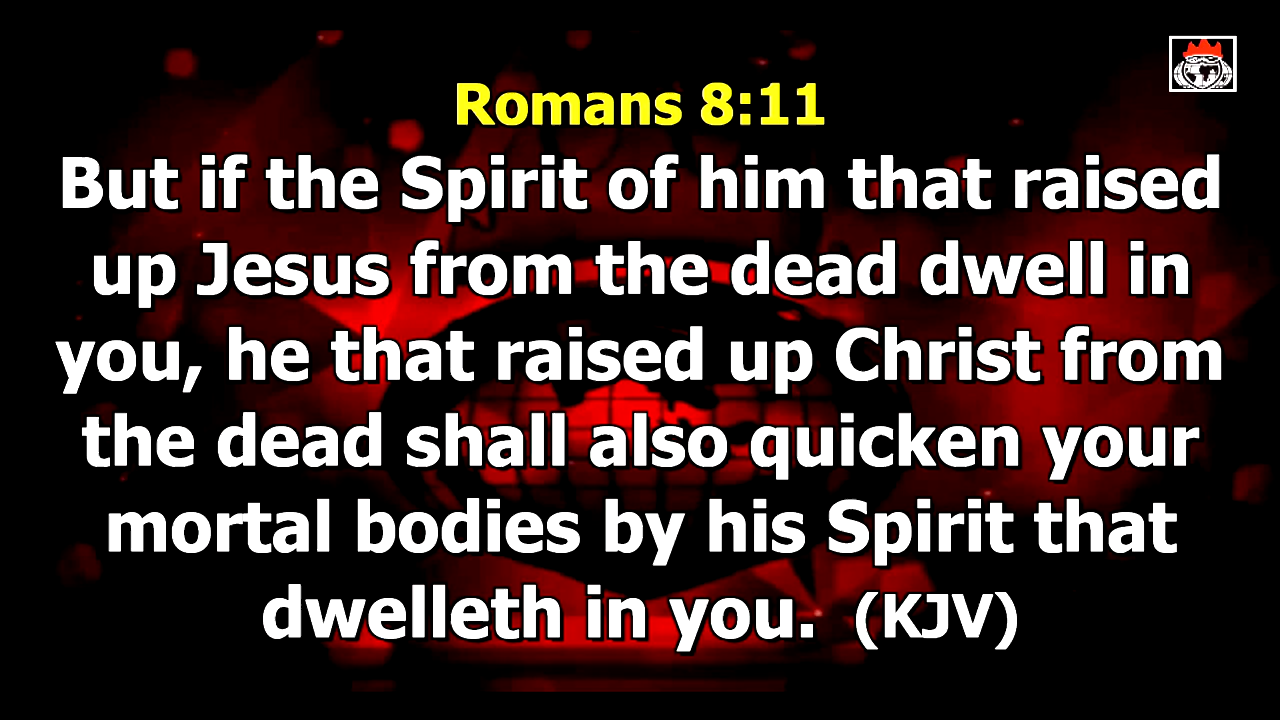 Romans 8:11
But if the Spirit of him that raised
up Jesus from the dead dwell in
you, he that raised up Christ from
the dead shall also quicken your
mortal bodies by his Spirit that
dwelleth in you. (KJV)